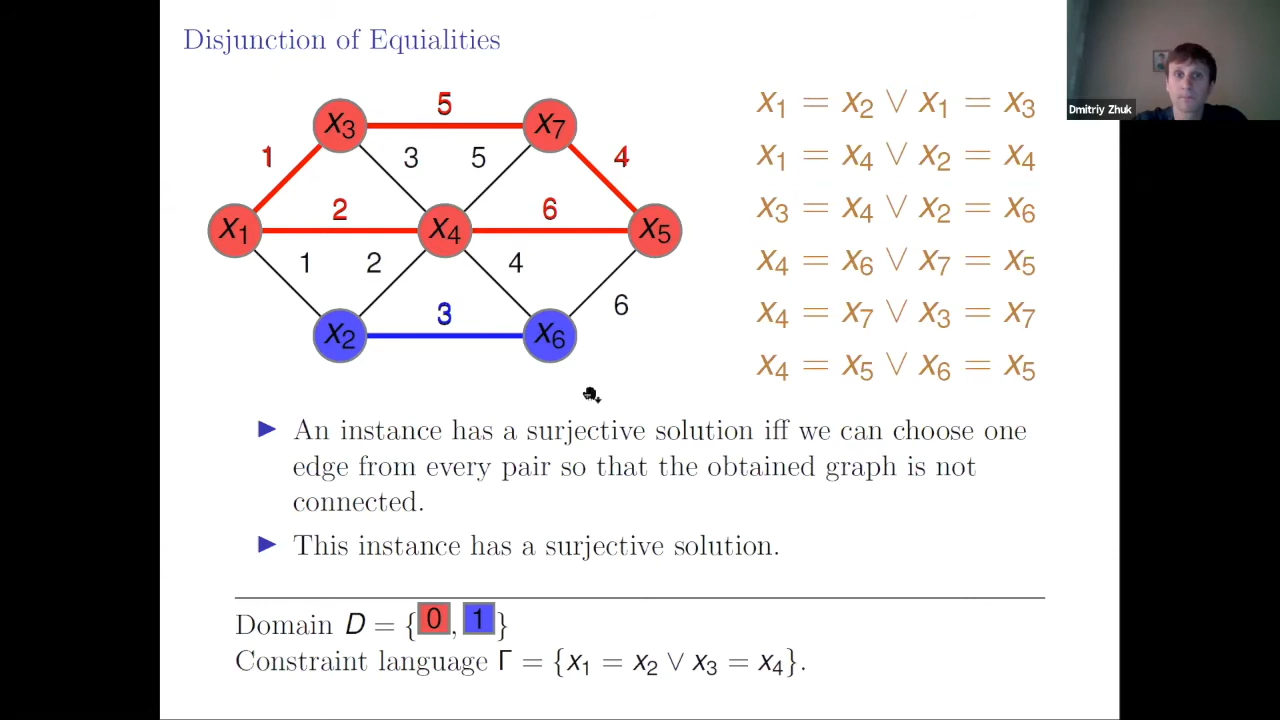 Disjunction of Equialities
Dmitriy Zhuk
5
x₃ x₇
1 3 5 4
2 6
x₁ x₄ x₅
1 2 4
3 6
x₂ x₆
x₁ = x₂ ∨ x₁ = x₃
x₁ = x₄ ∨ x₂ = x₄
x₃ = x₄ ∨ x₂ = x₆
x₄ = x₆ ∨ x₇ = x₅
x₄ = x₇ ∨ x₃ = x₇
x₄ = x₅ ∨ x₆ = x₅
▶ An instance has a surjective solution iff we can choose one
edge from every pair so that the obtained graph is not
connected.
▶ This instance has a surjective solution.
Domain D = {0, 1}
Constraint language Γ = {x₁ = x₂ ∨ x₃ = x₄}.